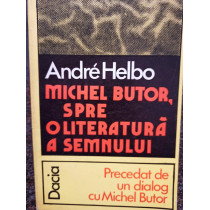 André Helbo
MICHEL BUTOR,
SPRE
O LITERATURĂ
A SEMNULUI
Dacia
Precedat de
un dialog
cu Michel Butor